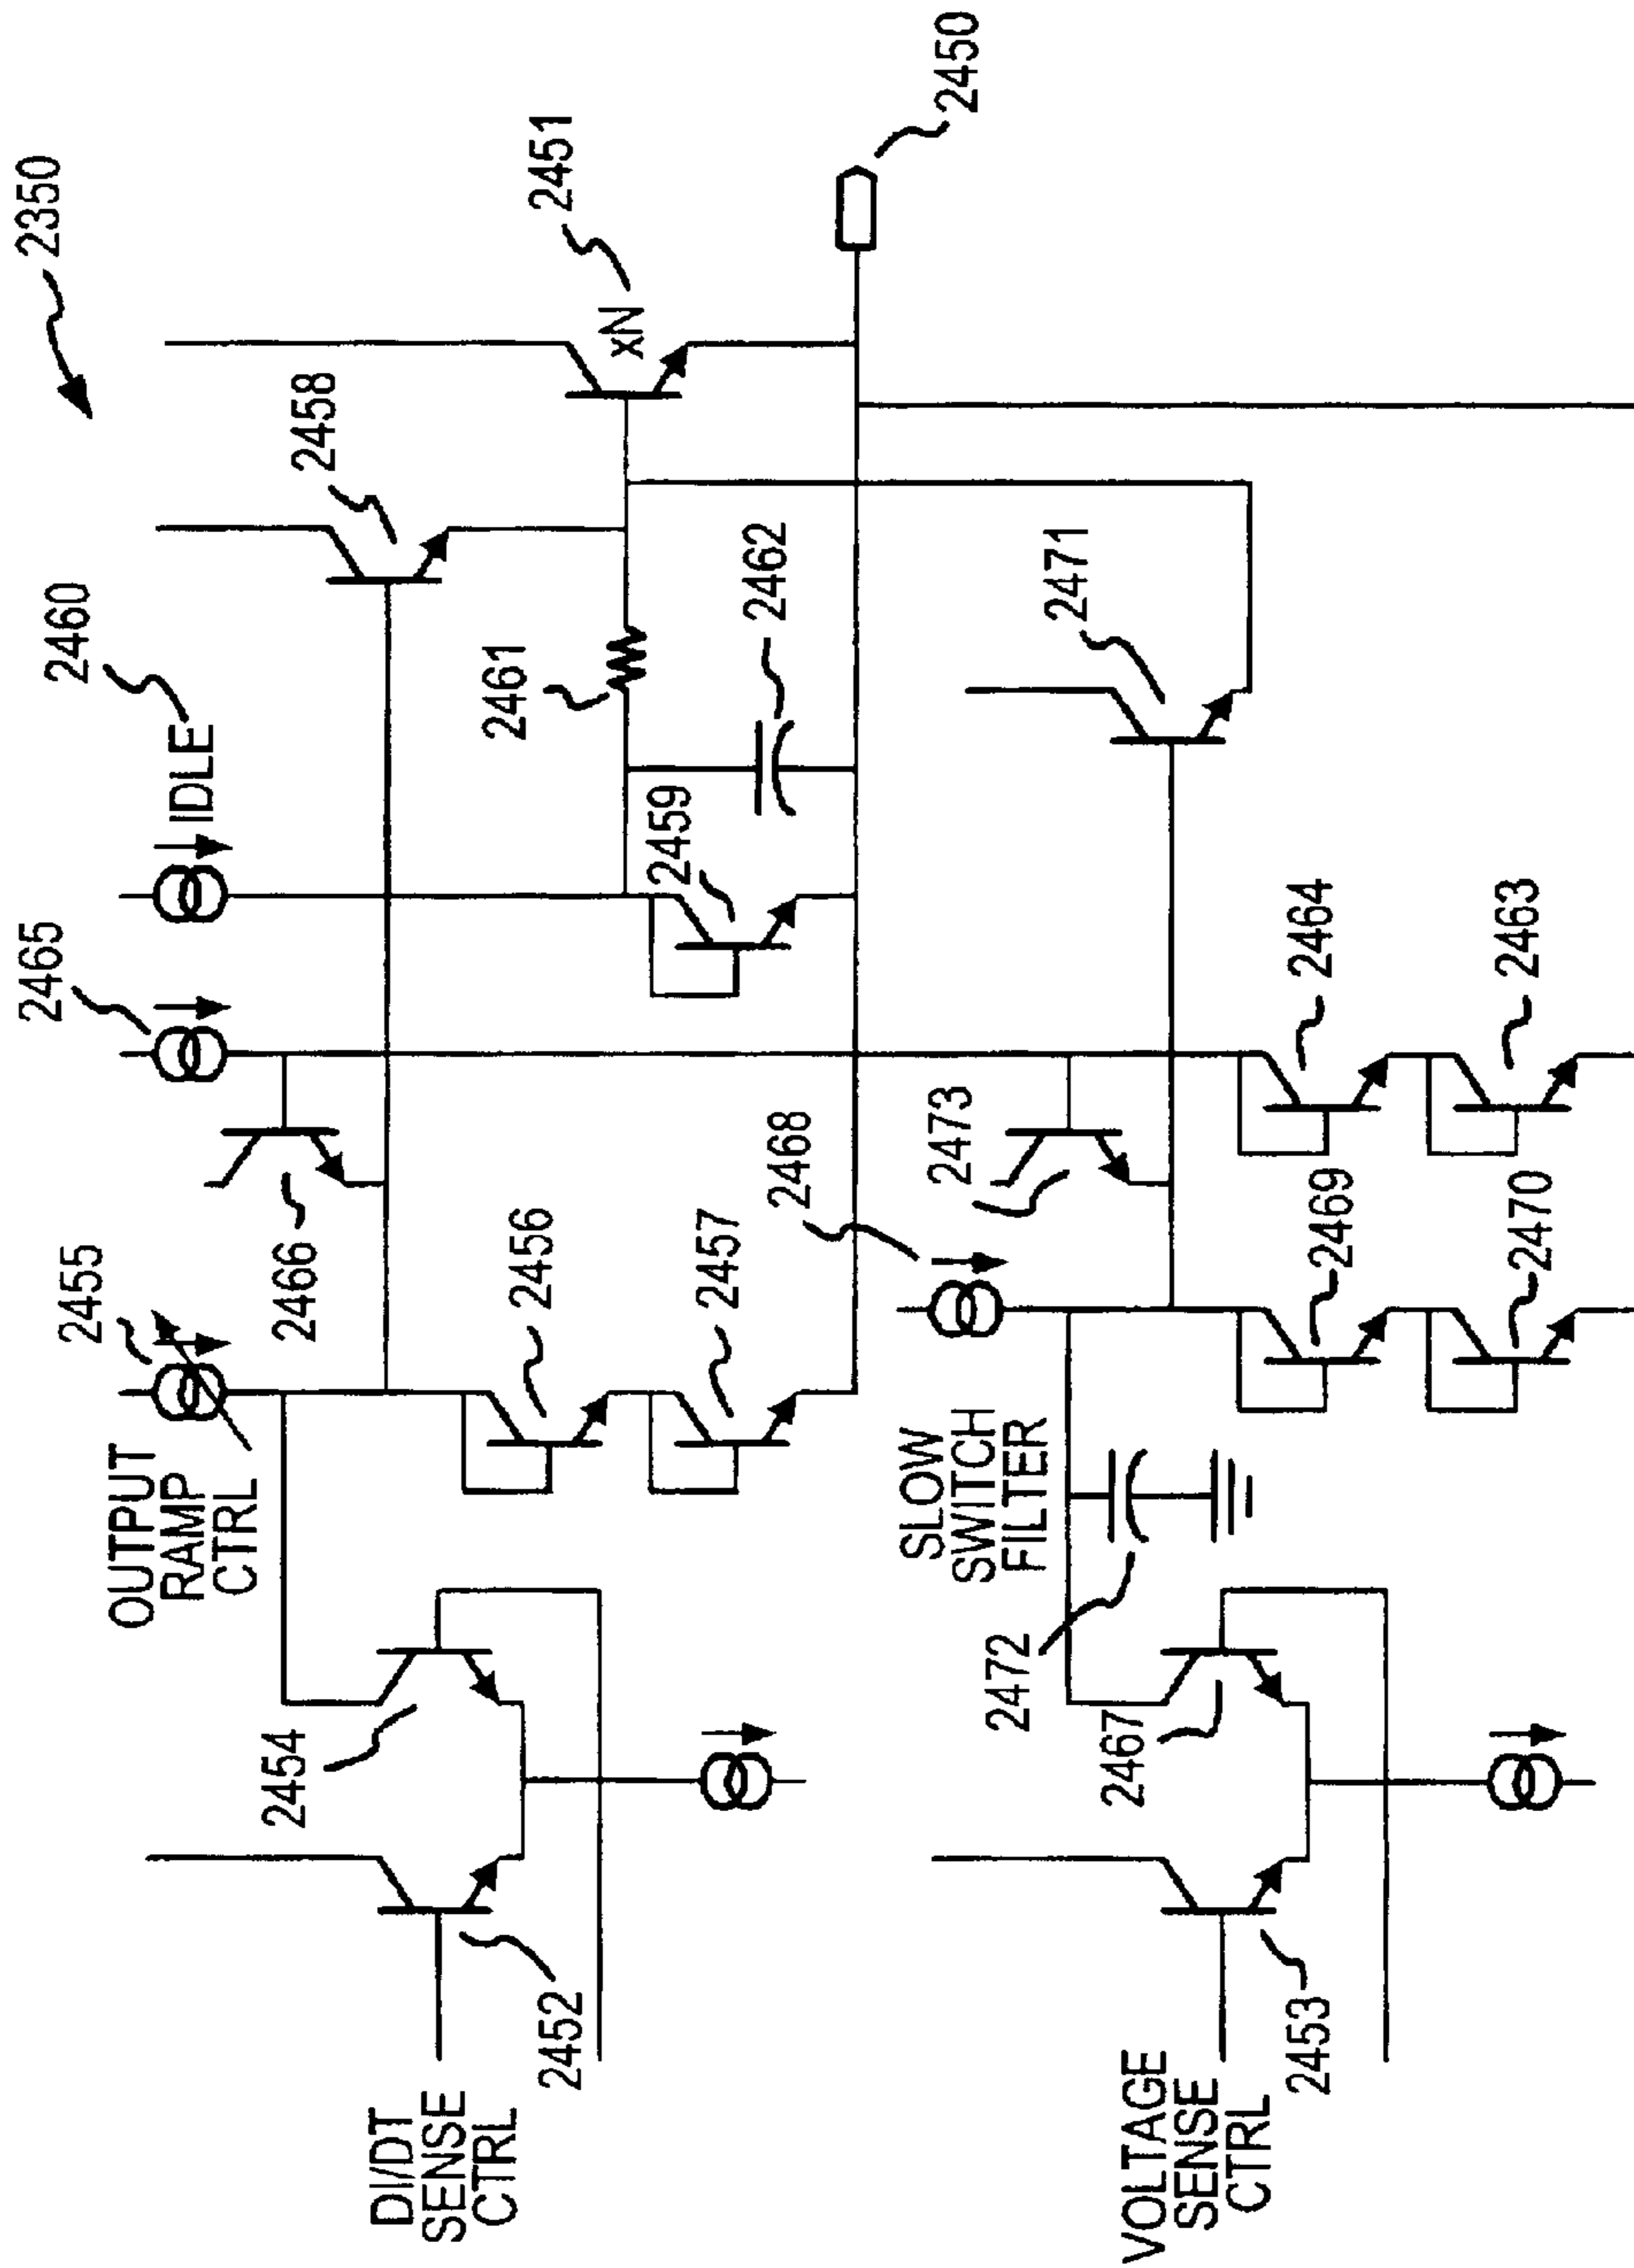 2350
2460
2465
2455
IDLE
2458
2451
xN
2450
OUTPUT
RAMP
CTRL
2466
2461
2462
2459
2456
2457
2454
DI/DT
SENSE
CTRL
2452
2468
2473
2471
SLOW
SWITCH
FILTER
2464
2463
2469
2470
2472
2467
VOLTAGE
SENSE
CTRL
2453